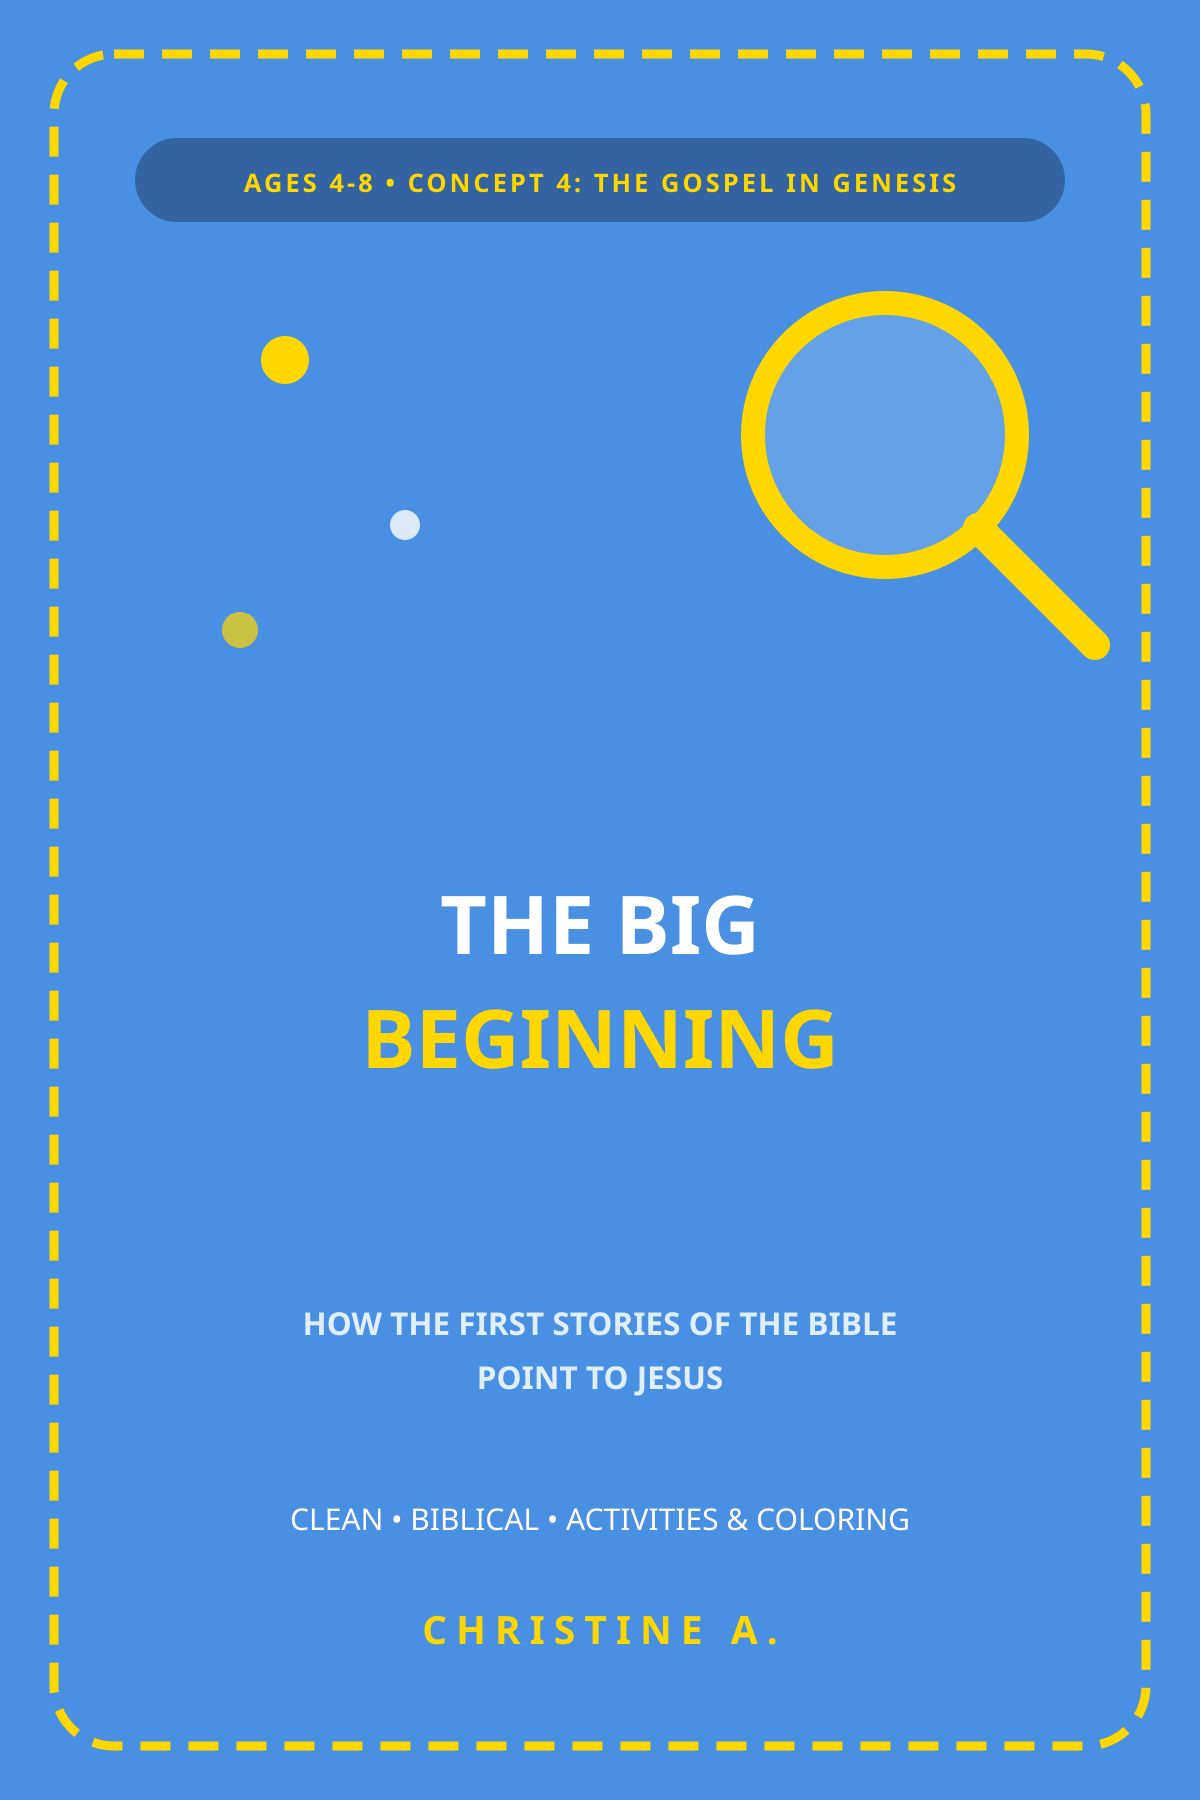 AGES 4-8 • CONCEPT 4: THE GOSPEL IN GENESIS
THE BIG
BEGINNING
HOW THE FIRST STORIES OF THE BIBLE
POINT TO JESUS
CLEAN • BIBLICAL • ACTIVITIES & COLORING
CHRISTINE A.